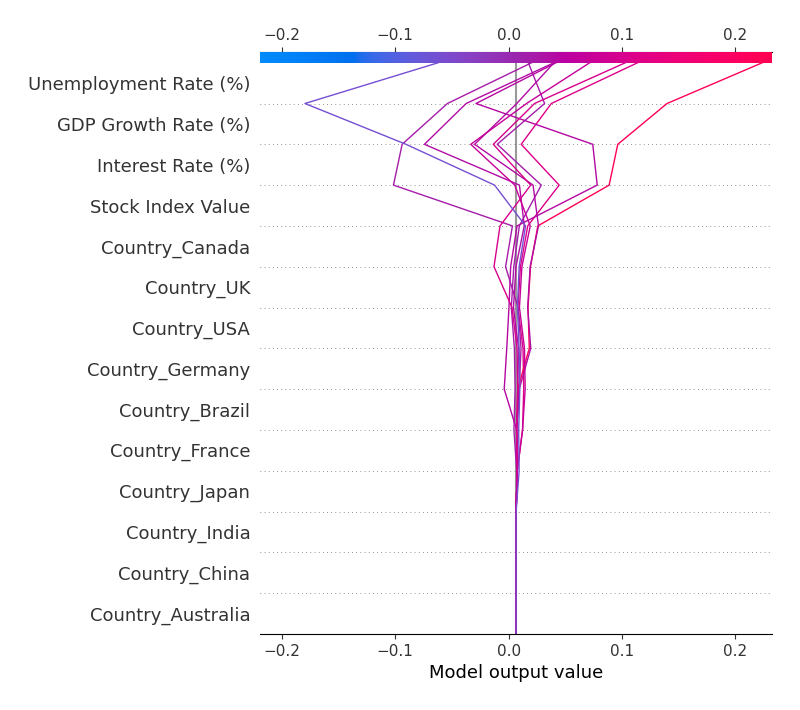 −0.2 −0.1 0.0 0.1 0.2
Unemployment Rate (%)
GDP Growth Rate (%)
Interest Rate (%)
Stock Index Value
Country_Canada
Country_UK
Country_USA
Country_Germany
Country_Brazil
Country_France
Country_Japan
Country_India
Country_China
Country_Australia
−0.2 −0.1 0.0 0.1 0.2
Model output value